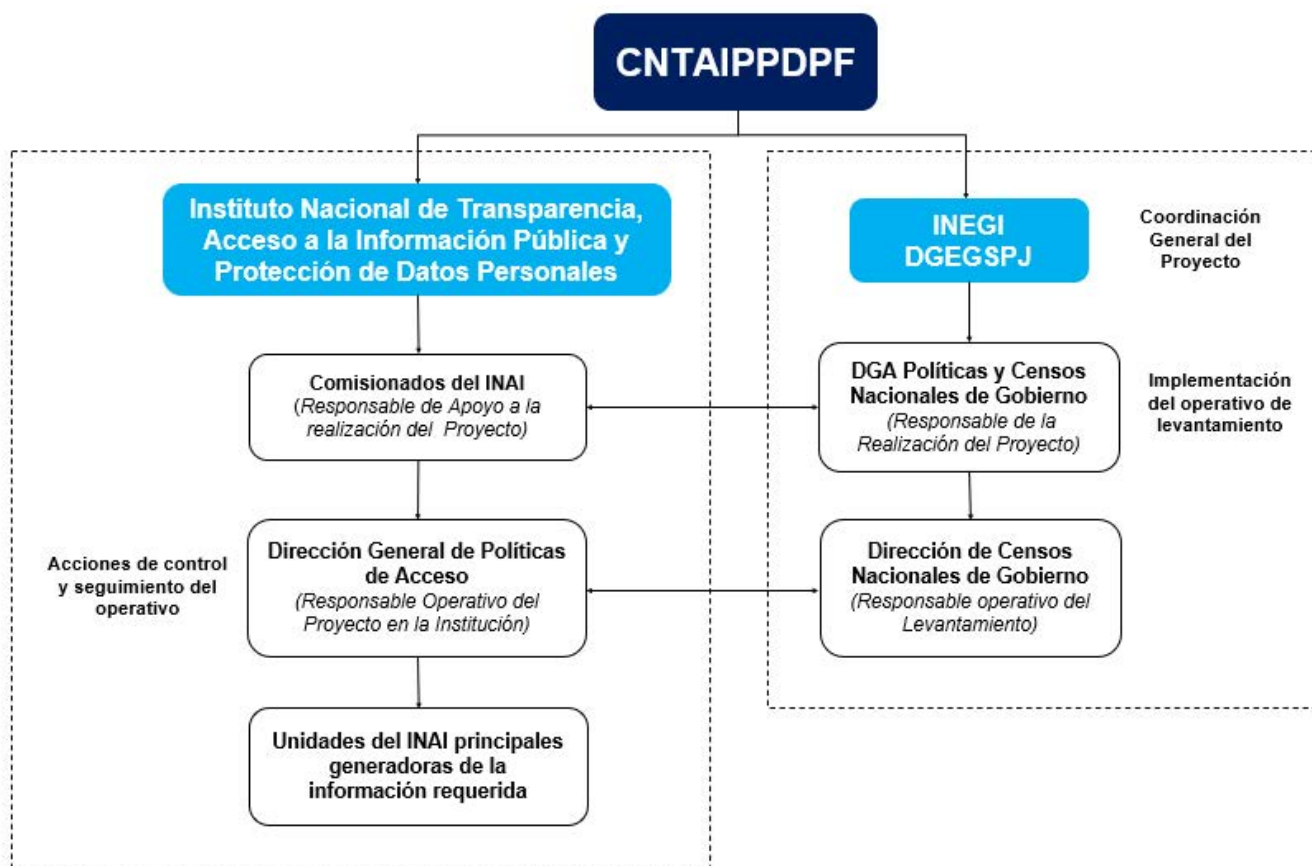 CNTAIPPDPF
Instituto Nacional de Transparencia,
Acceso a la Información Pública y
Protección de Datos Personales
Comisionados del INAI
(Responsable de Apoyo a la
realización del Proyecto)
Acciones de control
y seguimiento del
operativo
Dirección General de Políticas
de Acceso
(Responsable Operativo del
Proyecto en la Institución)
Unidades del INAI principales
generadoras de la
información requerida
INEGI
DGEGSPJ
Coordinación
General del
Proyecto
DGA Políticas y Censos
Nacionales de Gobierno
(Responsable de la
Realización del Proyecto)
Implementación
del operativo de
levantamiento
Dirección de Censos
Nacionales de Gobierno
(Responsable operativo del
Levantamiento)